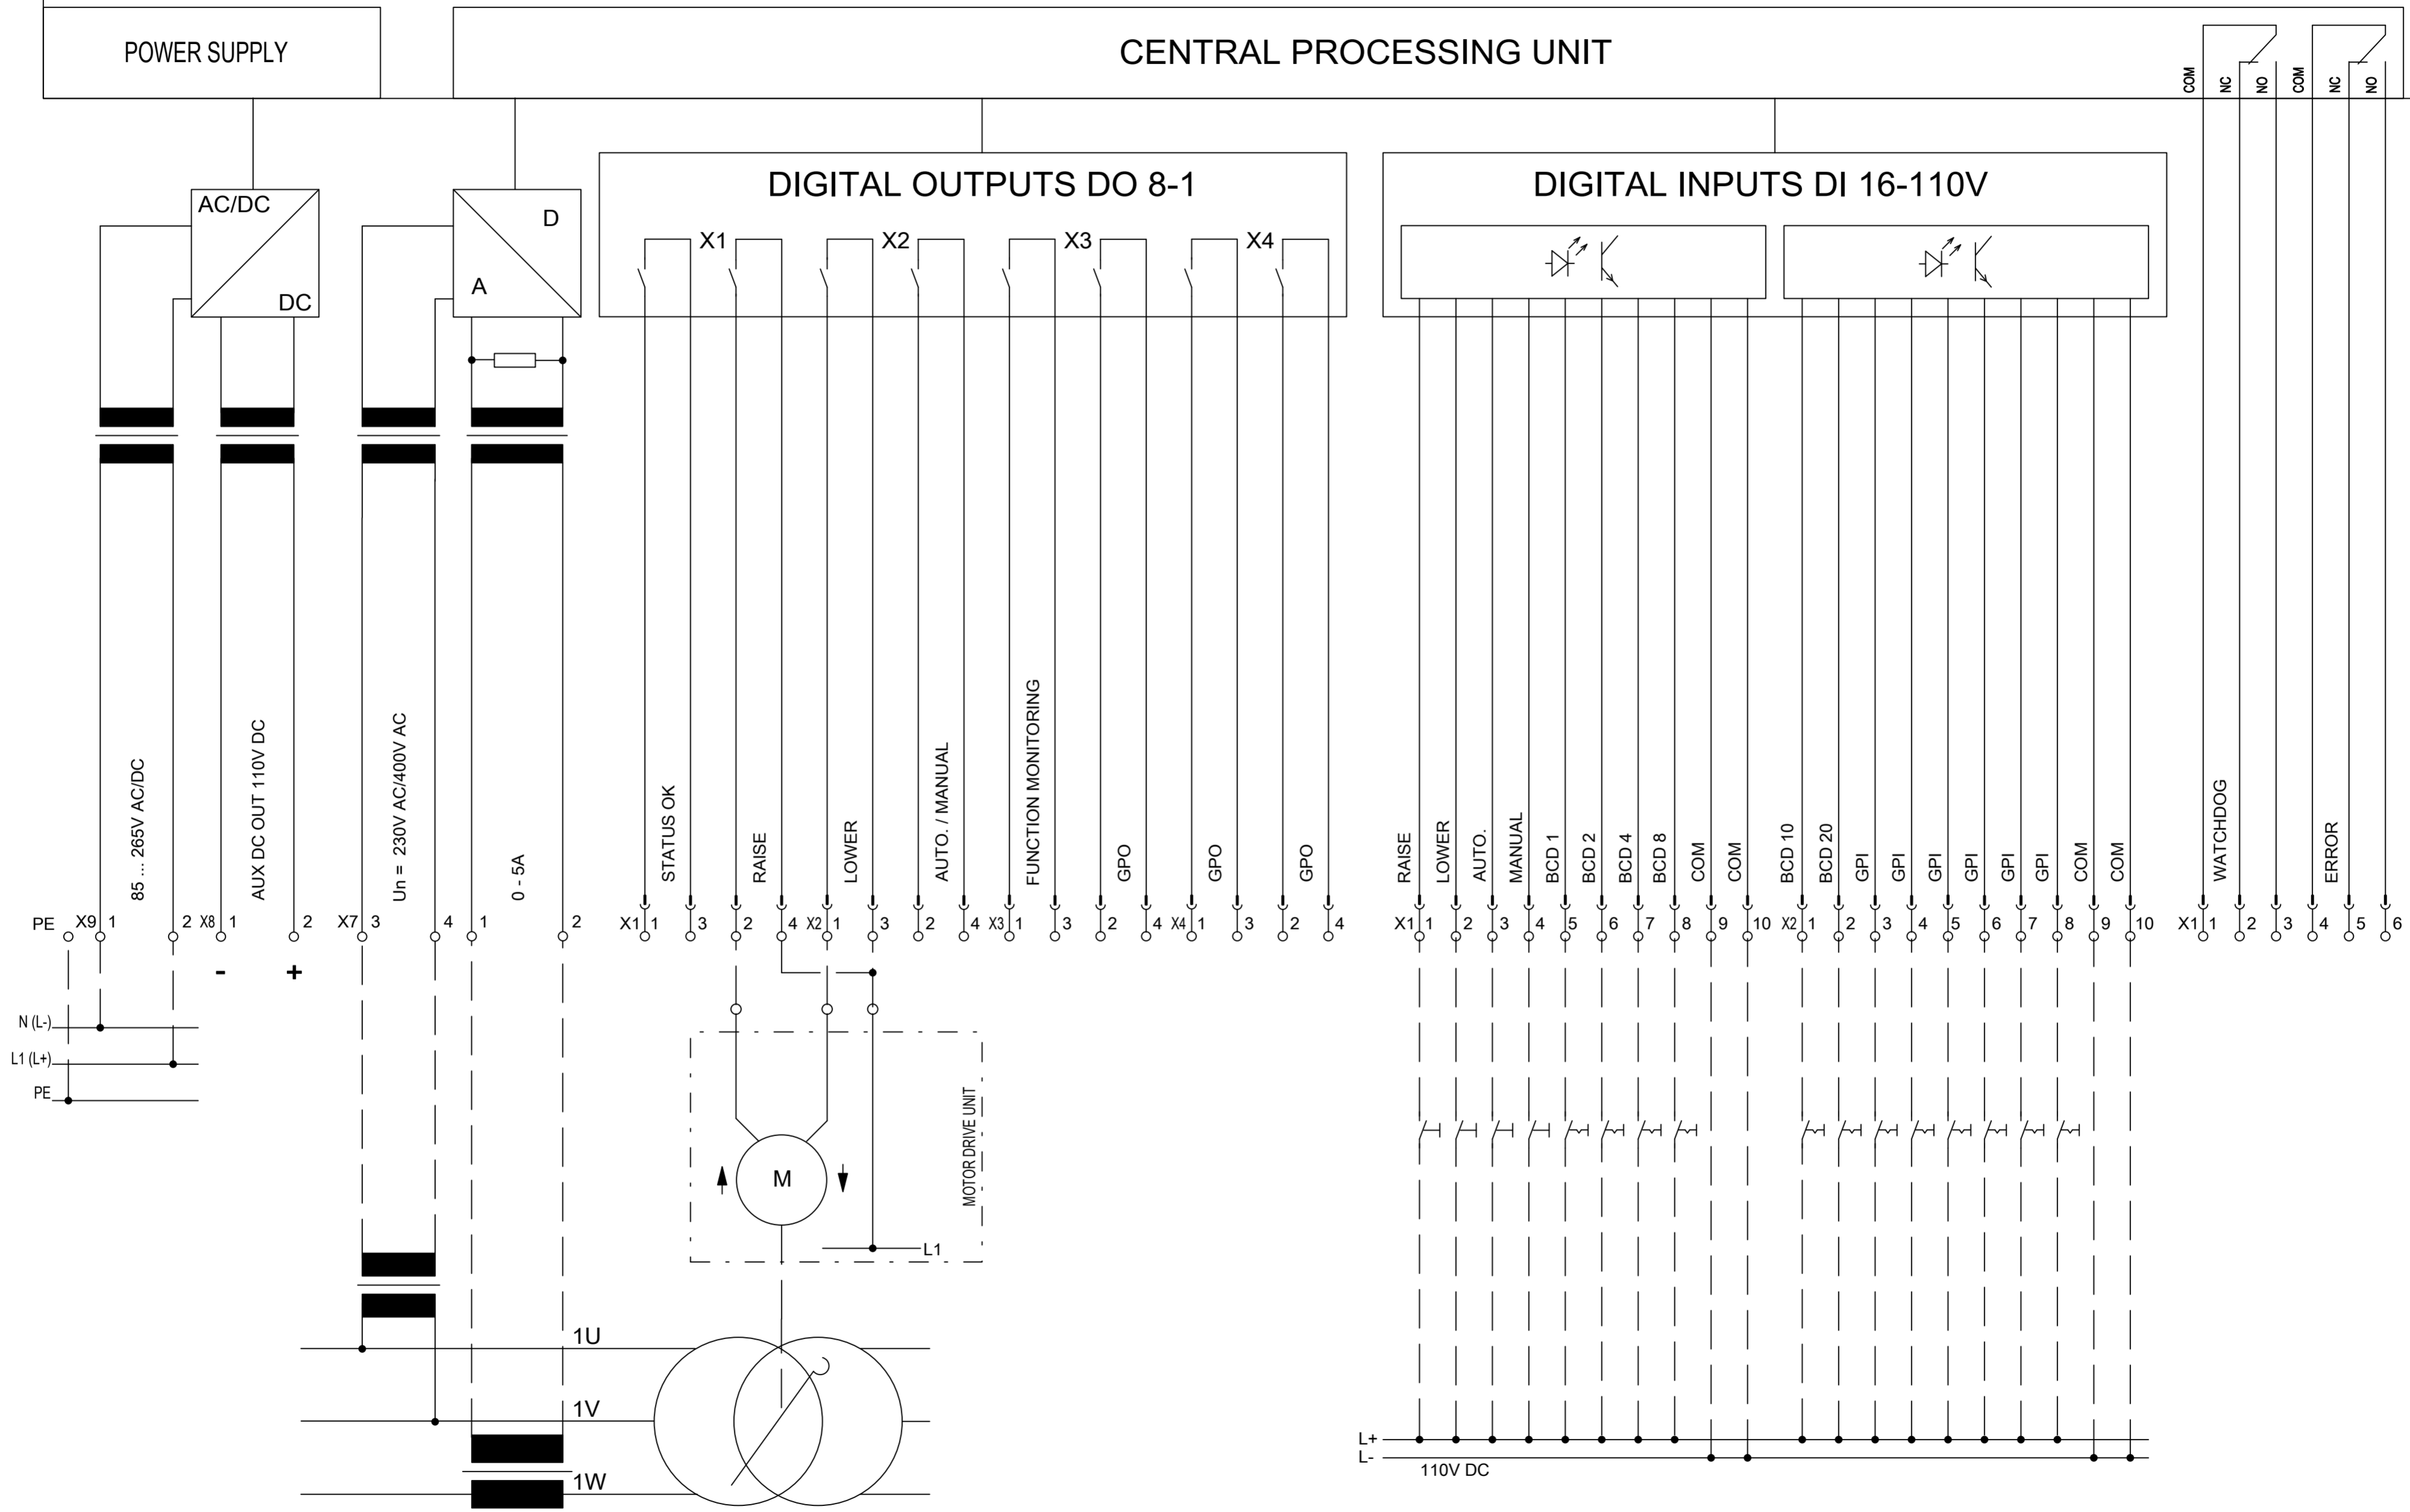 POWER SUPPLY
CENTRAL PROCESSING UNIT
COM
NC
NO
COM
NC
NO
AC/DC
DC
D
A
DIGITAL OUTPUTS DO 8-1
X1
X2
X3
X4
DIGITAL INPUTS DI 16-110V
85 ... 265V AC/DC
AUX DC OUT 110V DC
Un = 230V AC/400V AC
0 - 5A
STATUS OK
RAISE
LOWER
AUTO. / MANUAL
FUNCTION MONITORING
GPO
GPO
GPO
RAISE
LOWER
AUTO.
MANUAL
BCD 1
BCD 2
BCD 4
BCD 8
COM
COM
BCD 10
BCD 20
GPI
GPI
GPI
GPI
GPI
GPI
COM
COM
WATCHDOG
ERROR
PE X9 1 2 X8 1 2 X7 3 4 1 2 X1 1 3 2 4 X2 1 3 2 4 X3 1 3 2 4 X4 1 3 2 4 X1 1 2 3 4 5 6 7 8 9 10 X2 1 2 3 4 5 6 7 8 9 10 X1 1 2 3 4 5 6
- +
N (L-)
L1 (L+)
PE
MOTOR DRIVE UNIT
M
L1
1U
1V
1W
L+
L-
110V DC